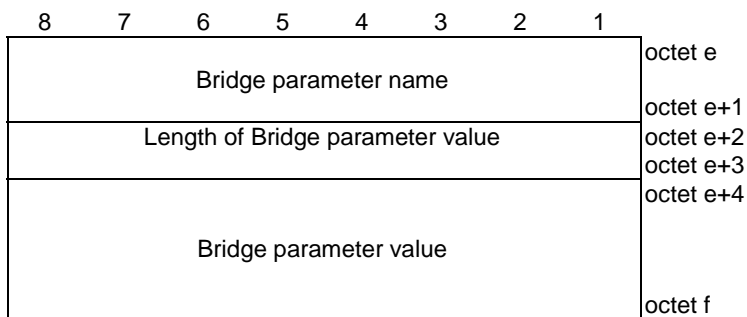 8 7 6 5 4 3 2 1
octet e
Bridge parameter name
octet e+1
Length of Bridge parameter value octet e+2
octet e+3
octet e+4
Bridge parameter value
octet f